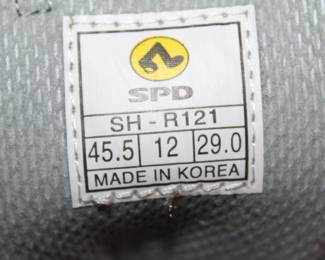 SPD
SH - R121
45.5 12 29.0
MADE IN KOREA